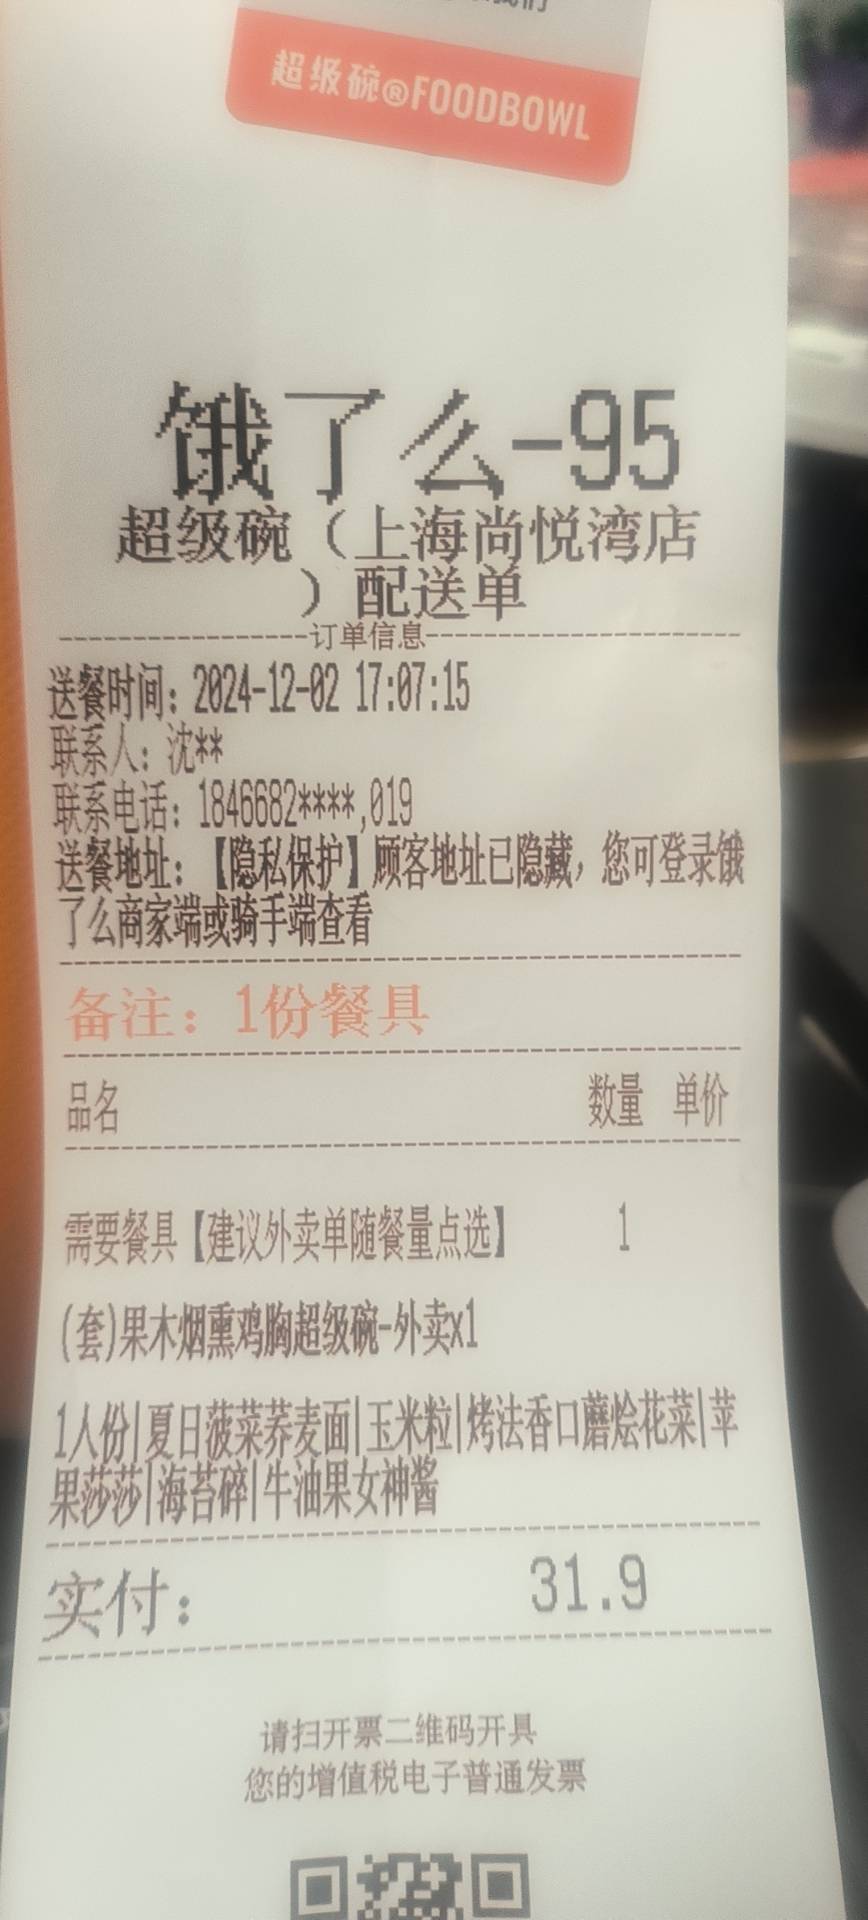 超级碗®FOODBOWL
饿了么-95
超级碗（上海尚悦湾店
）配送单
订单信息
送餐时间：2024-12-02 17:07:15
联系人：沈**
联系电话：1846682****,019
送餐地址：【隐私保护】顾客地址已隐藏，您可登录饿
了么商家端或骑手端查看
备注：1份餐具
品名 数量 单价
需要餐具【建议外卖单随餐量点选】 1
(套)果木烟熏鸡胸超级碗-外卖x1
1人份|夏日菠菜荞麦面|玉米粒|烤法香口蘑烩花菜|苹
果莎莎|海苔碎|牛油果女神酱
实付： 31.9
请扫开票二维码开具
您的增值税电子普通发票